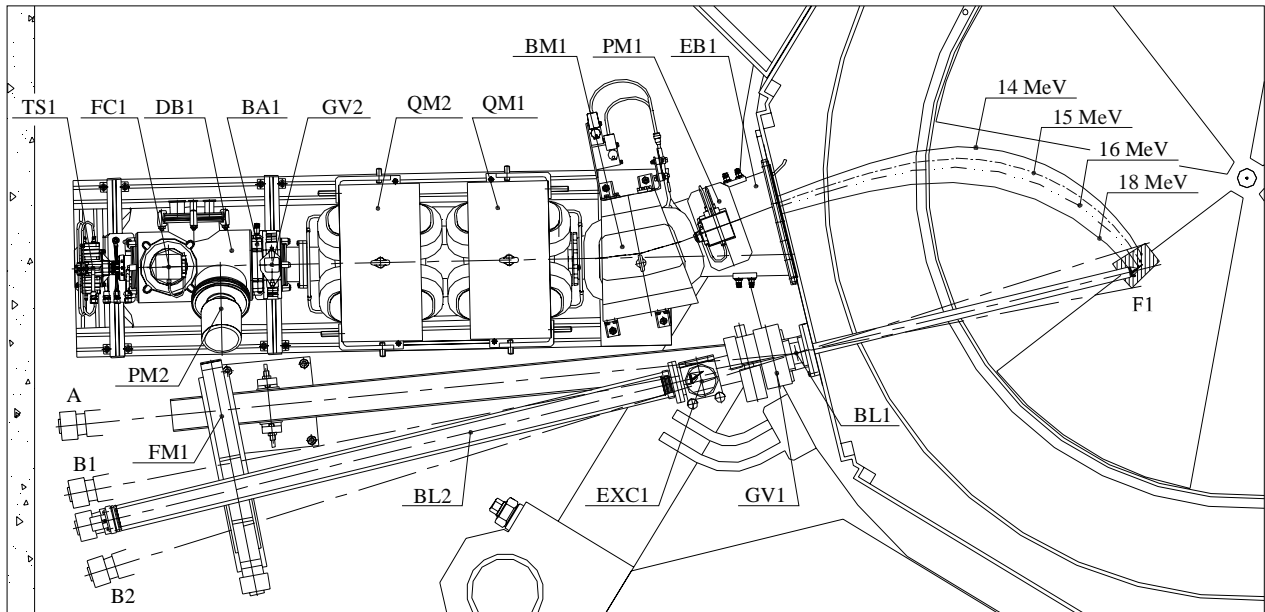 BM1 PM1 EB1
TS1 FC1 DB1 BA1 GV2 QM2 QM1
14 MeV
15 MeV
16 MeV
18 MeV
F1
PM2
A
FM1
B1
BL2
EXC1
GV1
BL1
B2